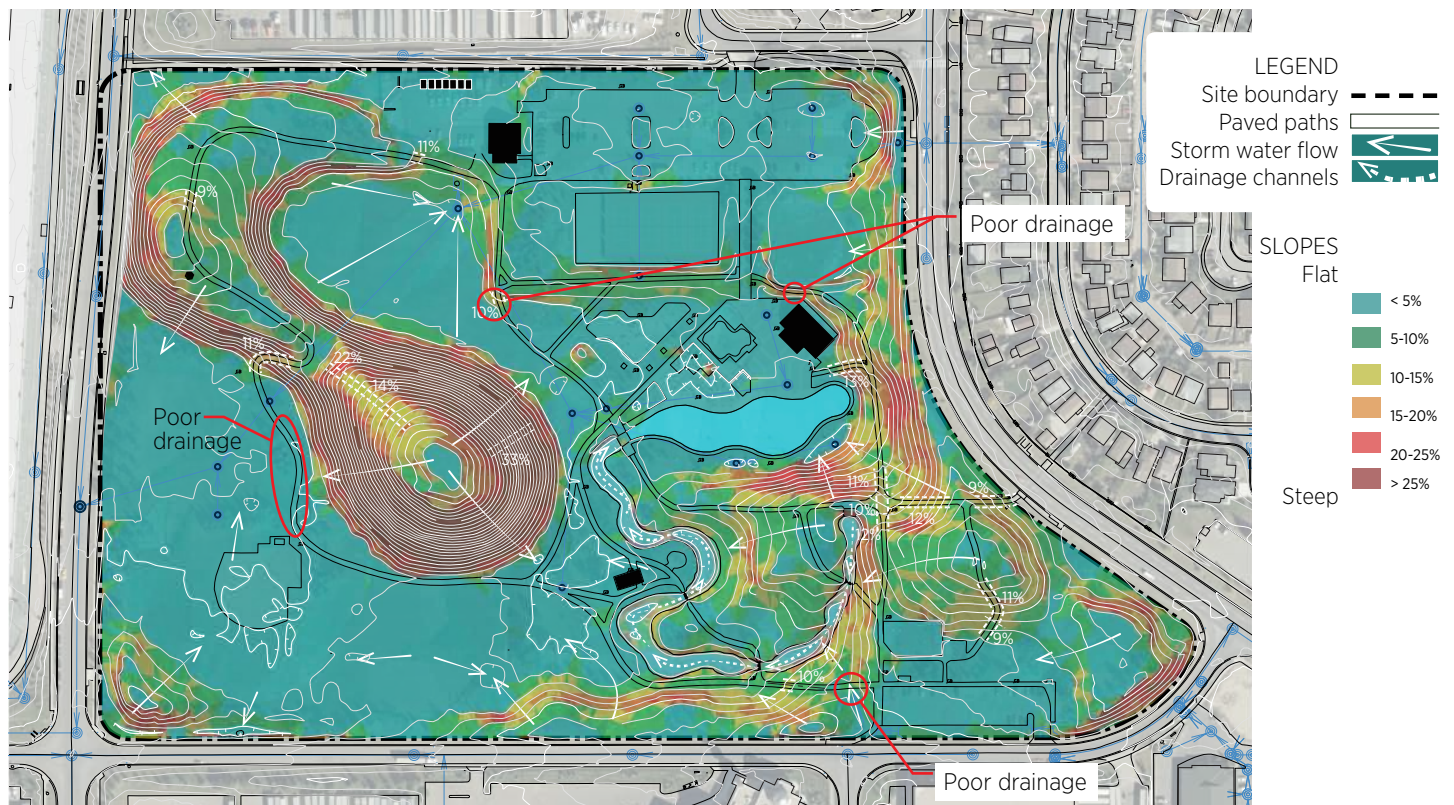 LEGEND
Site boundary
Paved paths
Storm water flow
Drainage channels
SLOPES
Flat
< 5%
5-10%
10-15%
15-20%
20-25%
> 25%
Steep
11%
9%
Poor drainage
10%
11%
22%
14%
13%
Poor
drainage
33%
11%
9%
10%
12%
12%
11%
9%
10%
Poor drainage